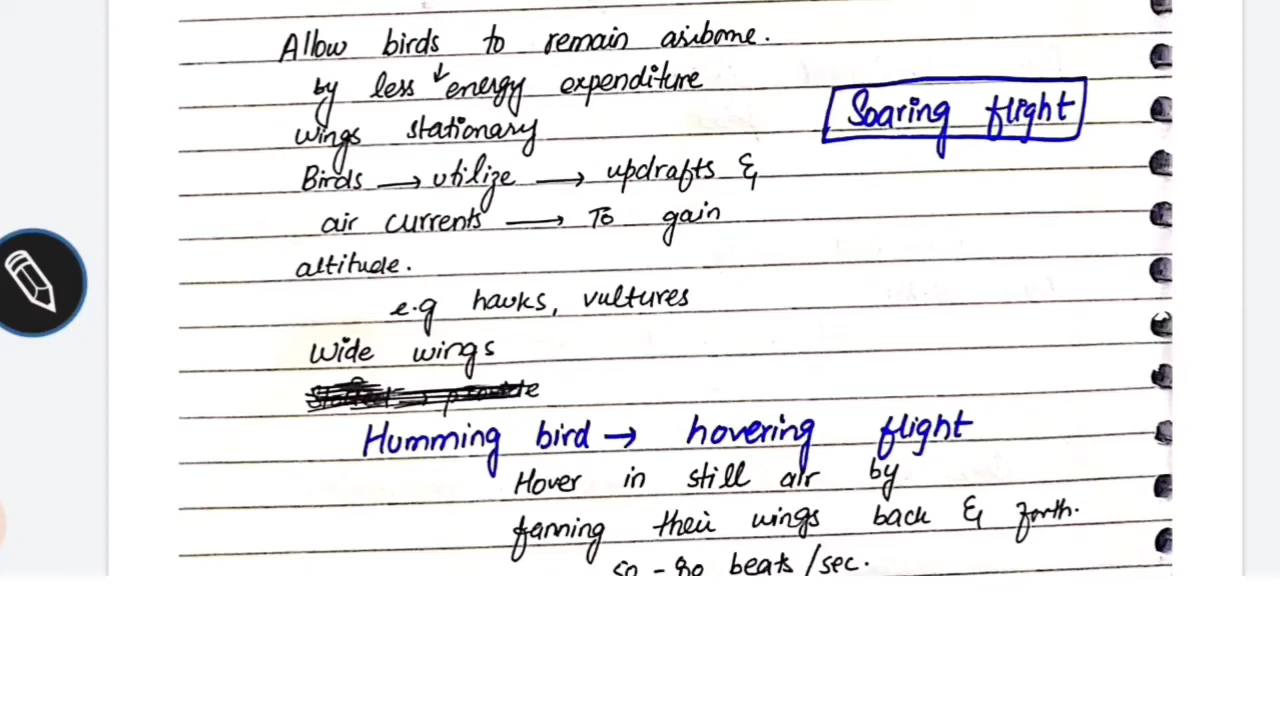 Allow birds to remain airborne.
by less ↓ energy expenditure
Soaring flight
wings stationary
Birds → utilize → updrafts &
air currents → To gain
altitude.
e.g hawks, vultures
Wide wings
Humming bird → hovering flight
Hover in still air by
fanning their wings back & forth.
50 - 80 beats/sec.